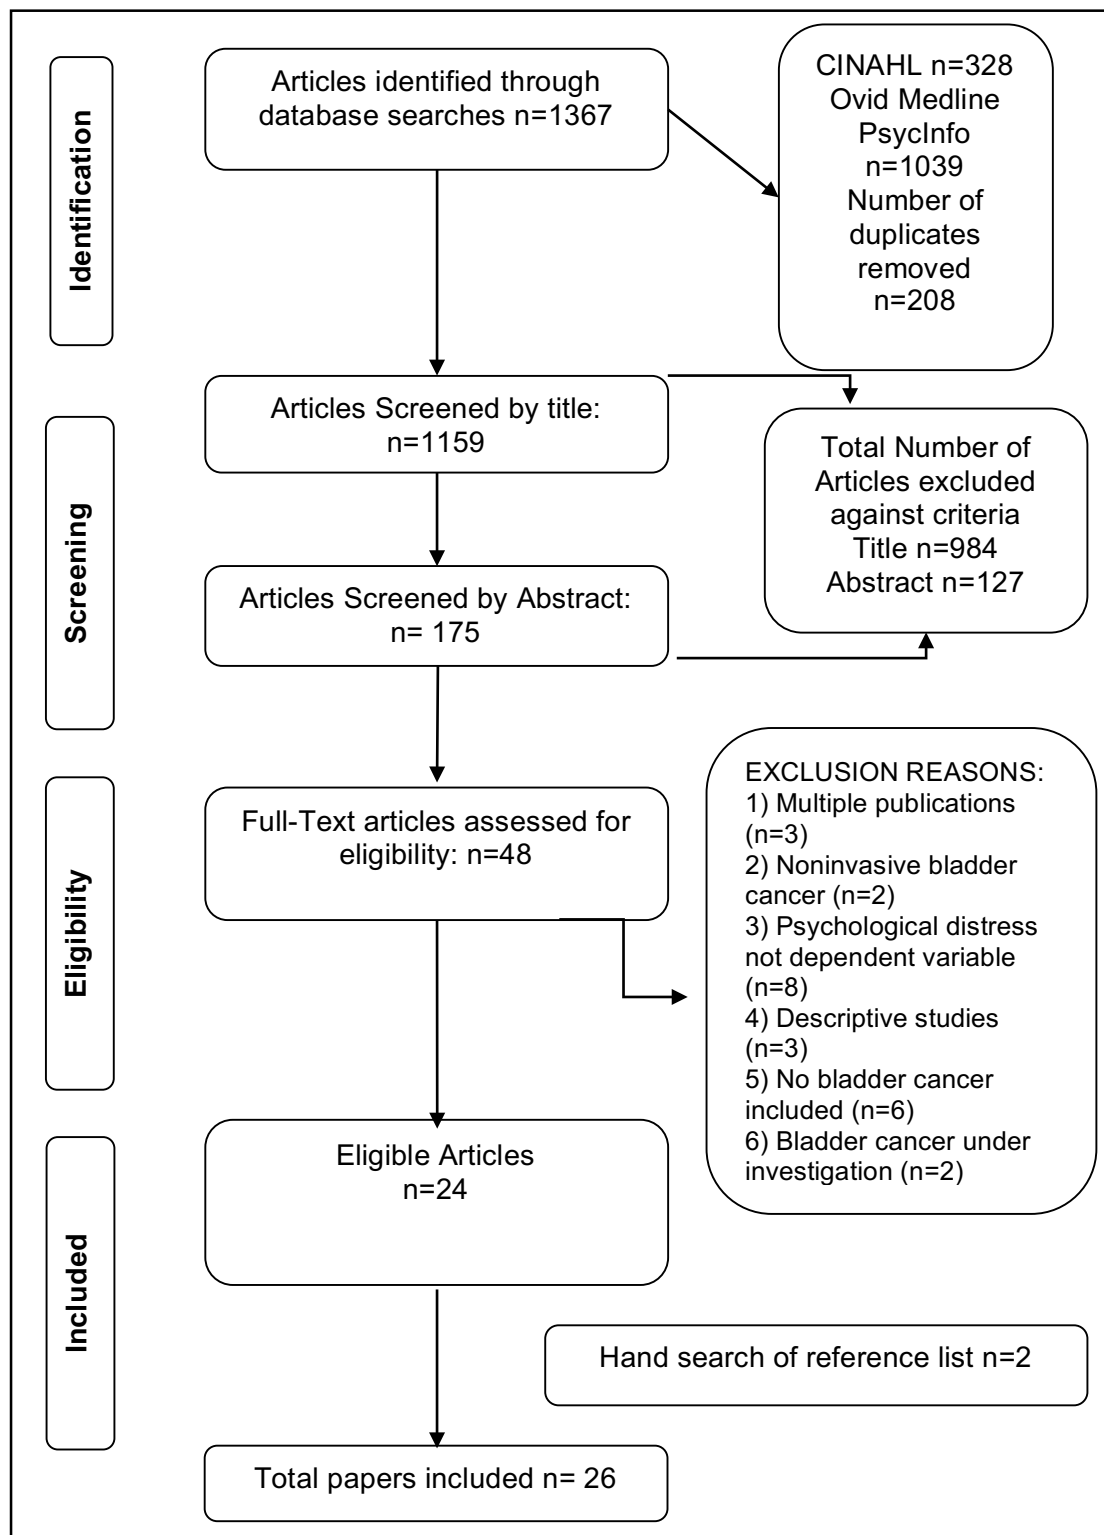 Identification
Articles identified through
database searches n=1367
CINAHL n=328
Ovid Medline
PsycInfo
n=1039
Number of
duplicates
removed
n=208
Screening
Articles Screened by title:
n=1159
Total Number of
Articles excluded
against criteria
Title n=984
Abstract n=127
Articles Screened by Abstract:
n= 175
Eligibility
Full-Text articles assessed for
eligibility: n=48
EXCLUSION REASONS:
1) Multiple publications
(n=3)
2) Noninvasive bladder
cancer (n=2)
3) Psychological distress
not dependent variable
(n=8)
4) Descriptive studies
(n=3)
5) No bladder cancer
included (n=6)
6) Bladder cancer under
investigation (n=2)
Included
Eligible Articles
n=24
Hand search of reference list n=2
Total papers included n= 26